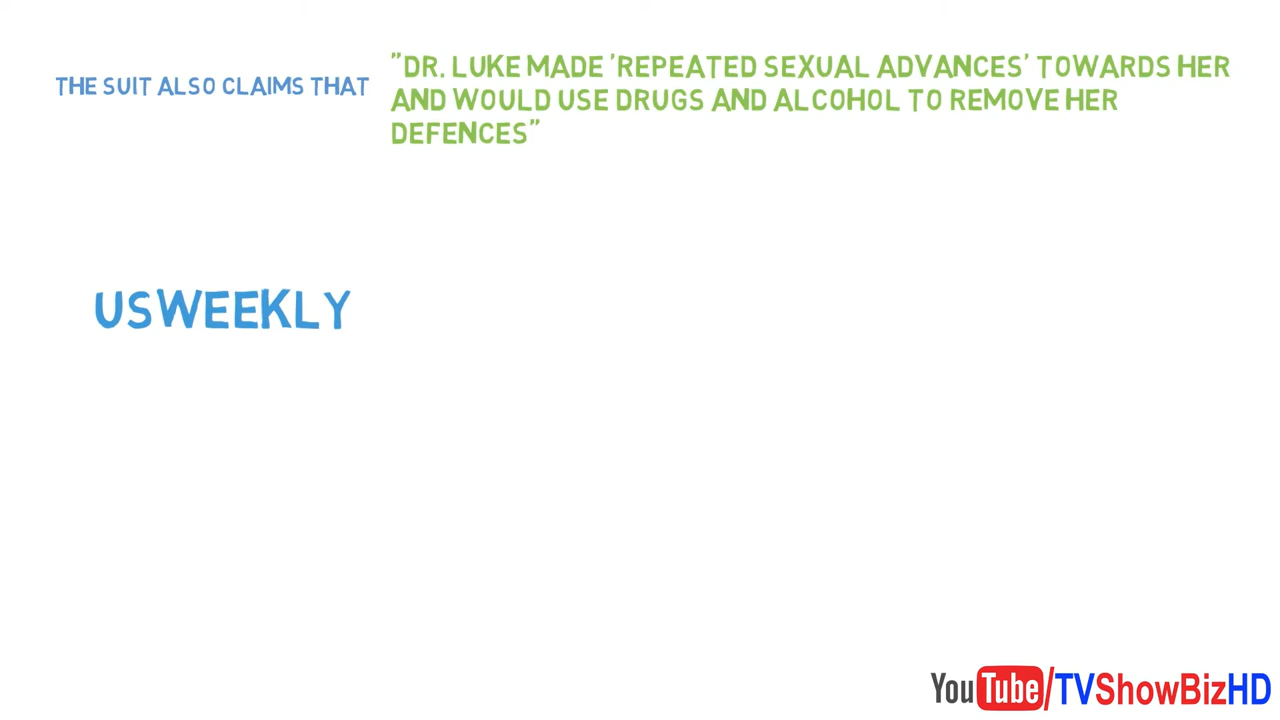 THE SUIT ALSO CLAIMS THAT
"DR. LUKE MADE 'REPEATED SEXUAL ADVANCES' TOWARDS HER
AND WOULD USE DRUGS AND ALCOHOL TO REMOVE HER
DEFENCES"
USWEEKLY
YouTube/TVShowBizHD